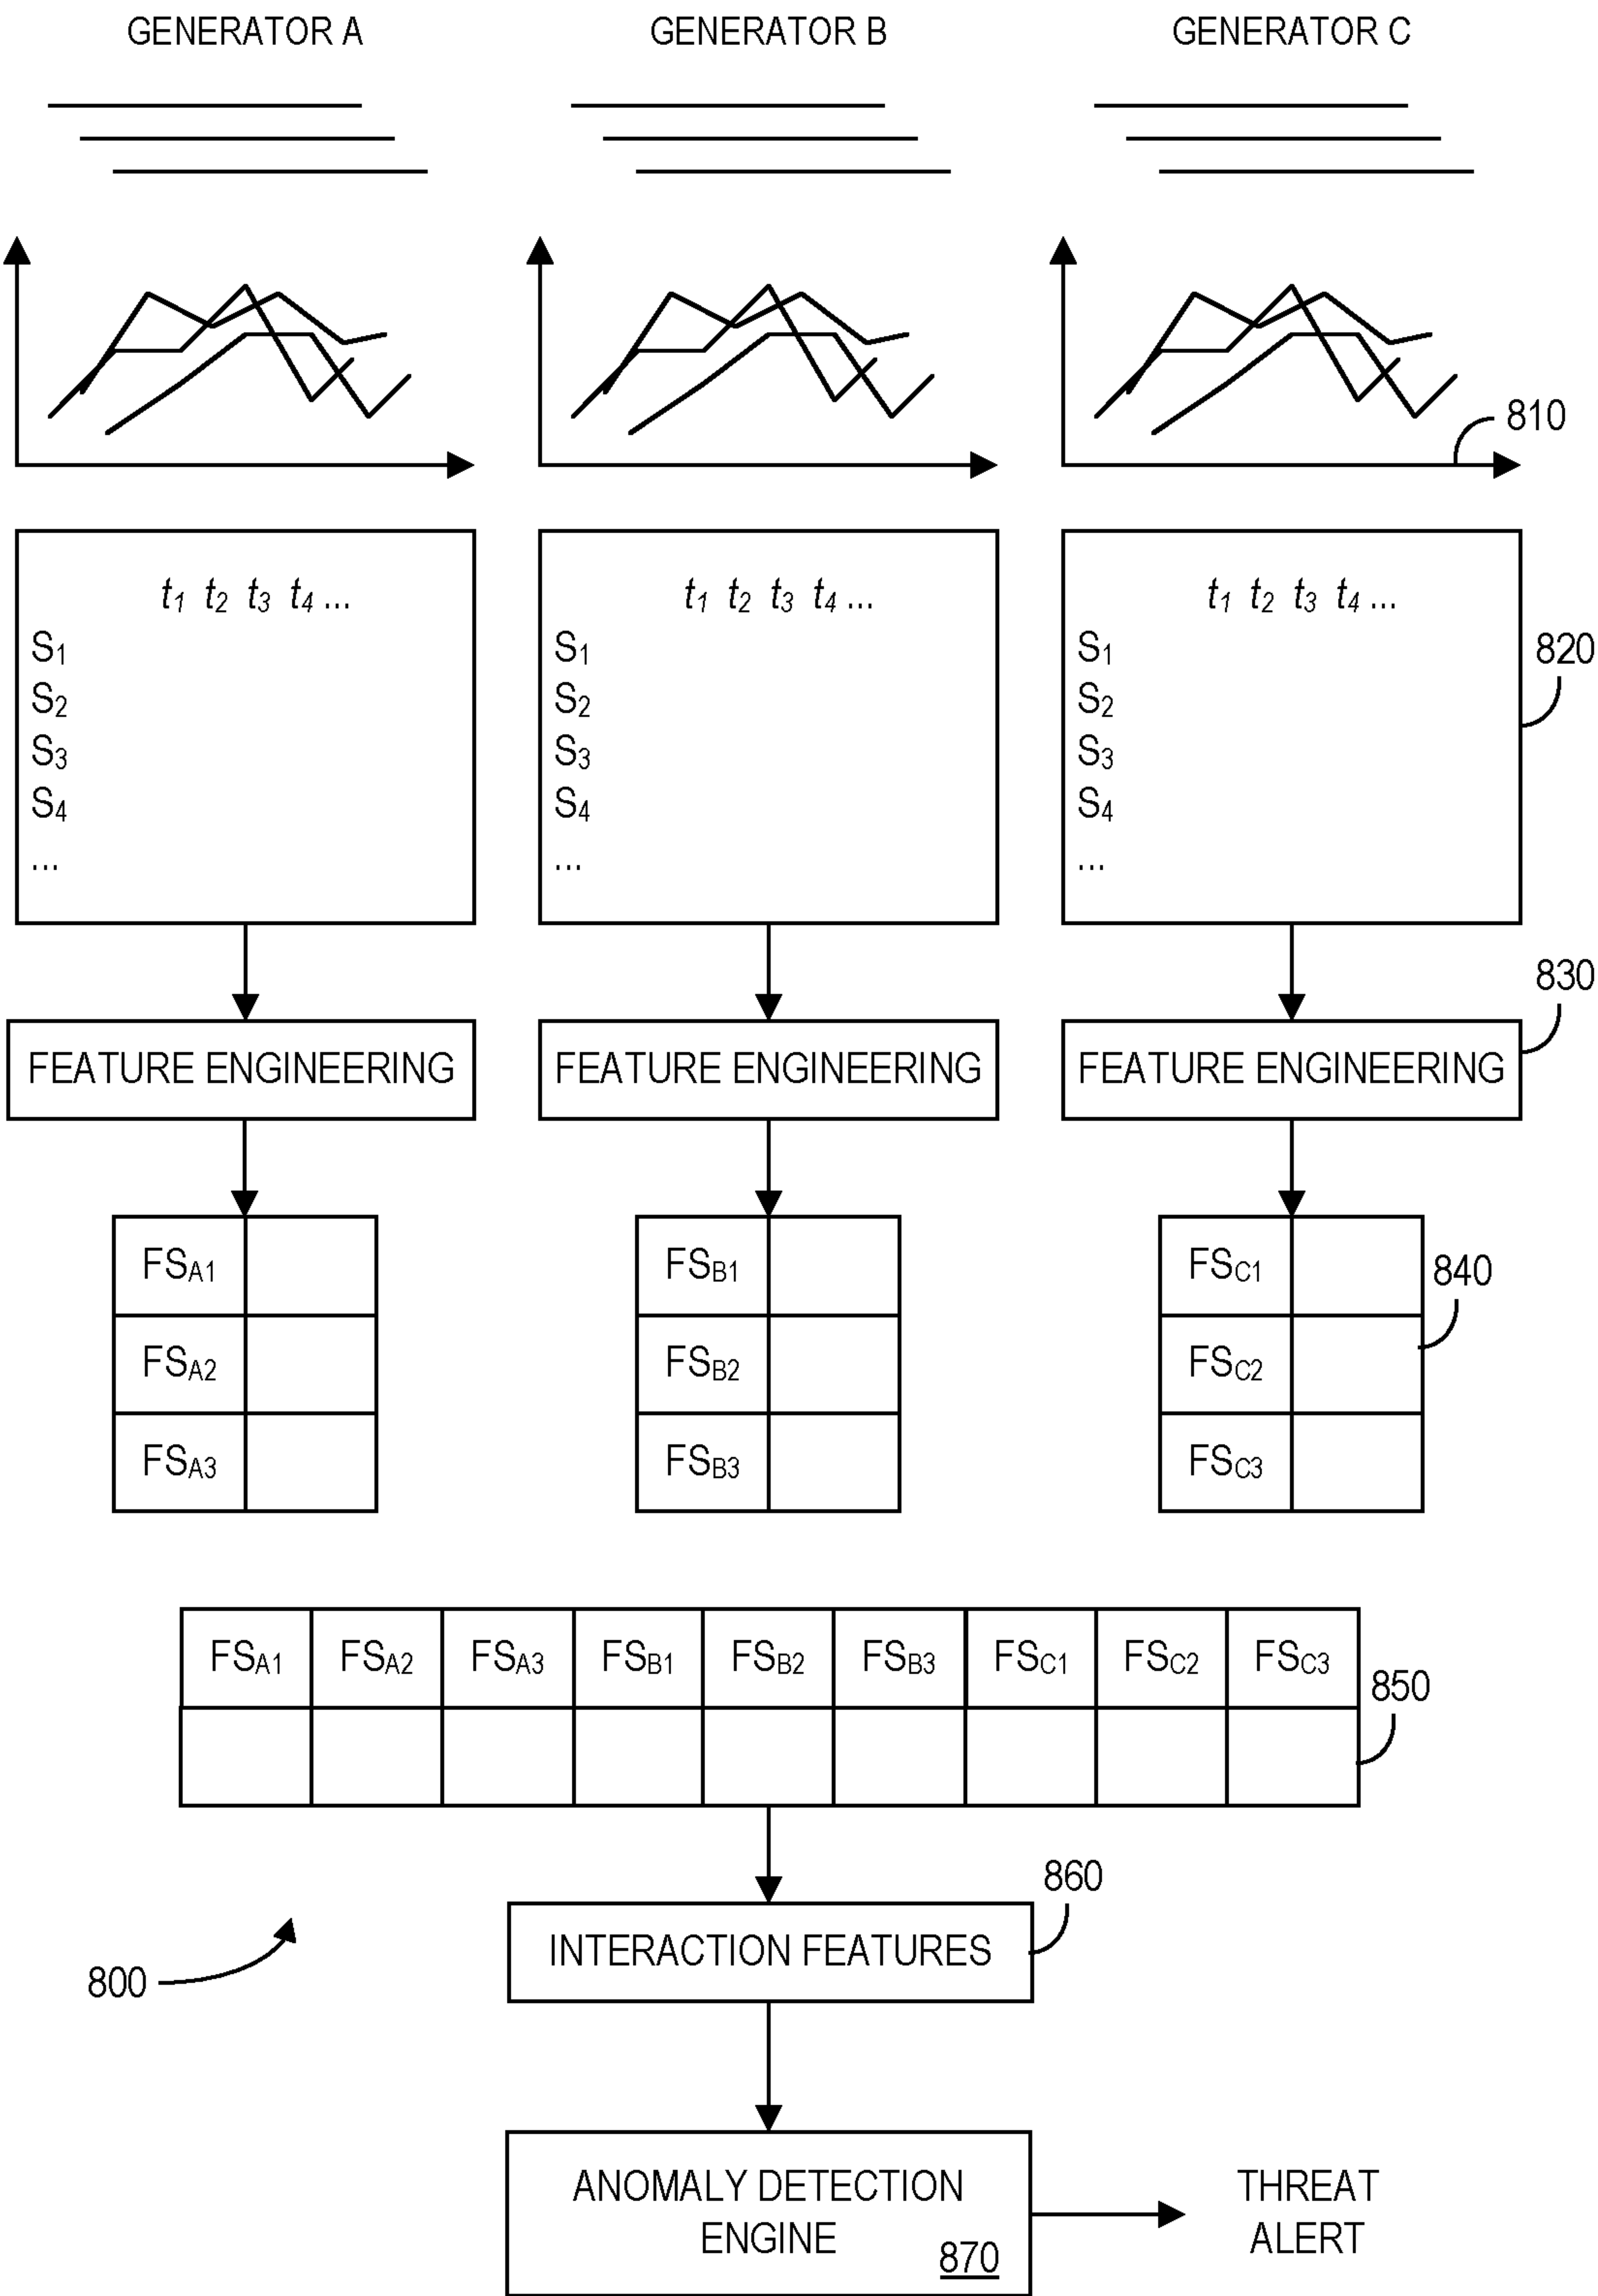 GENERATOR A GENERATOR B GENERATOR C
810
t1 t2 t3 t4 ... t1 t2 t3 t4 ... t1 t2 t3 t4 ...
S1 S1 S1 820
S2 S2 S2
S3 S3 S3
S4 S4 S4
... ... ...
830
FEATURE ENGINEERING FEATURE ENGINEERING FEATURE ENGINEERING
FSA1 FSB1 FSC1 840
FSA2 FSB2 FSC2
FSA3 FSB3 FSC3
FSA1 FSA2 FSA3 FSB1 FSB2 FSB3 FSC1 FSC2 FSC3
850
860
INTERACTION FEATURES
800
ANOMALY DETECTION
ENGINE 870
THREAT
ALERT